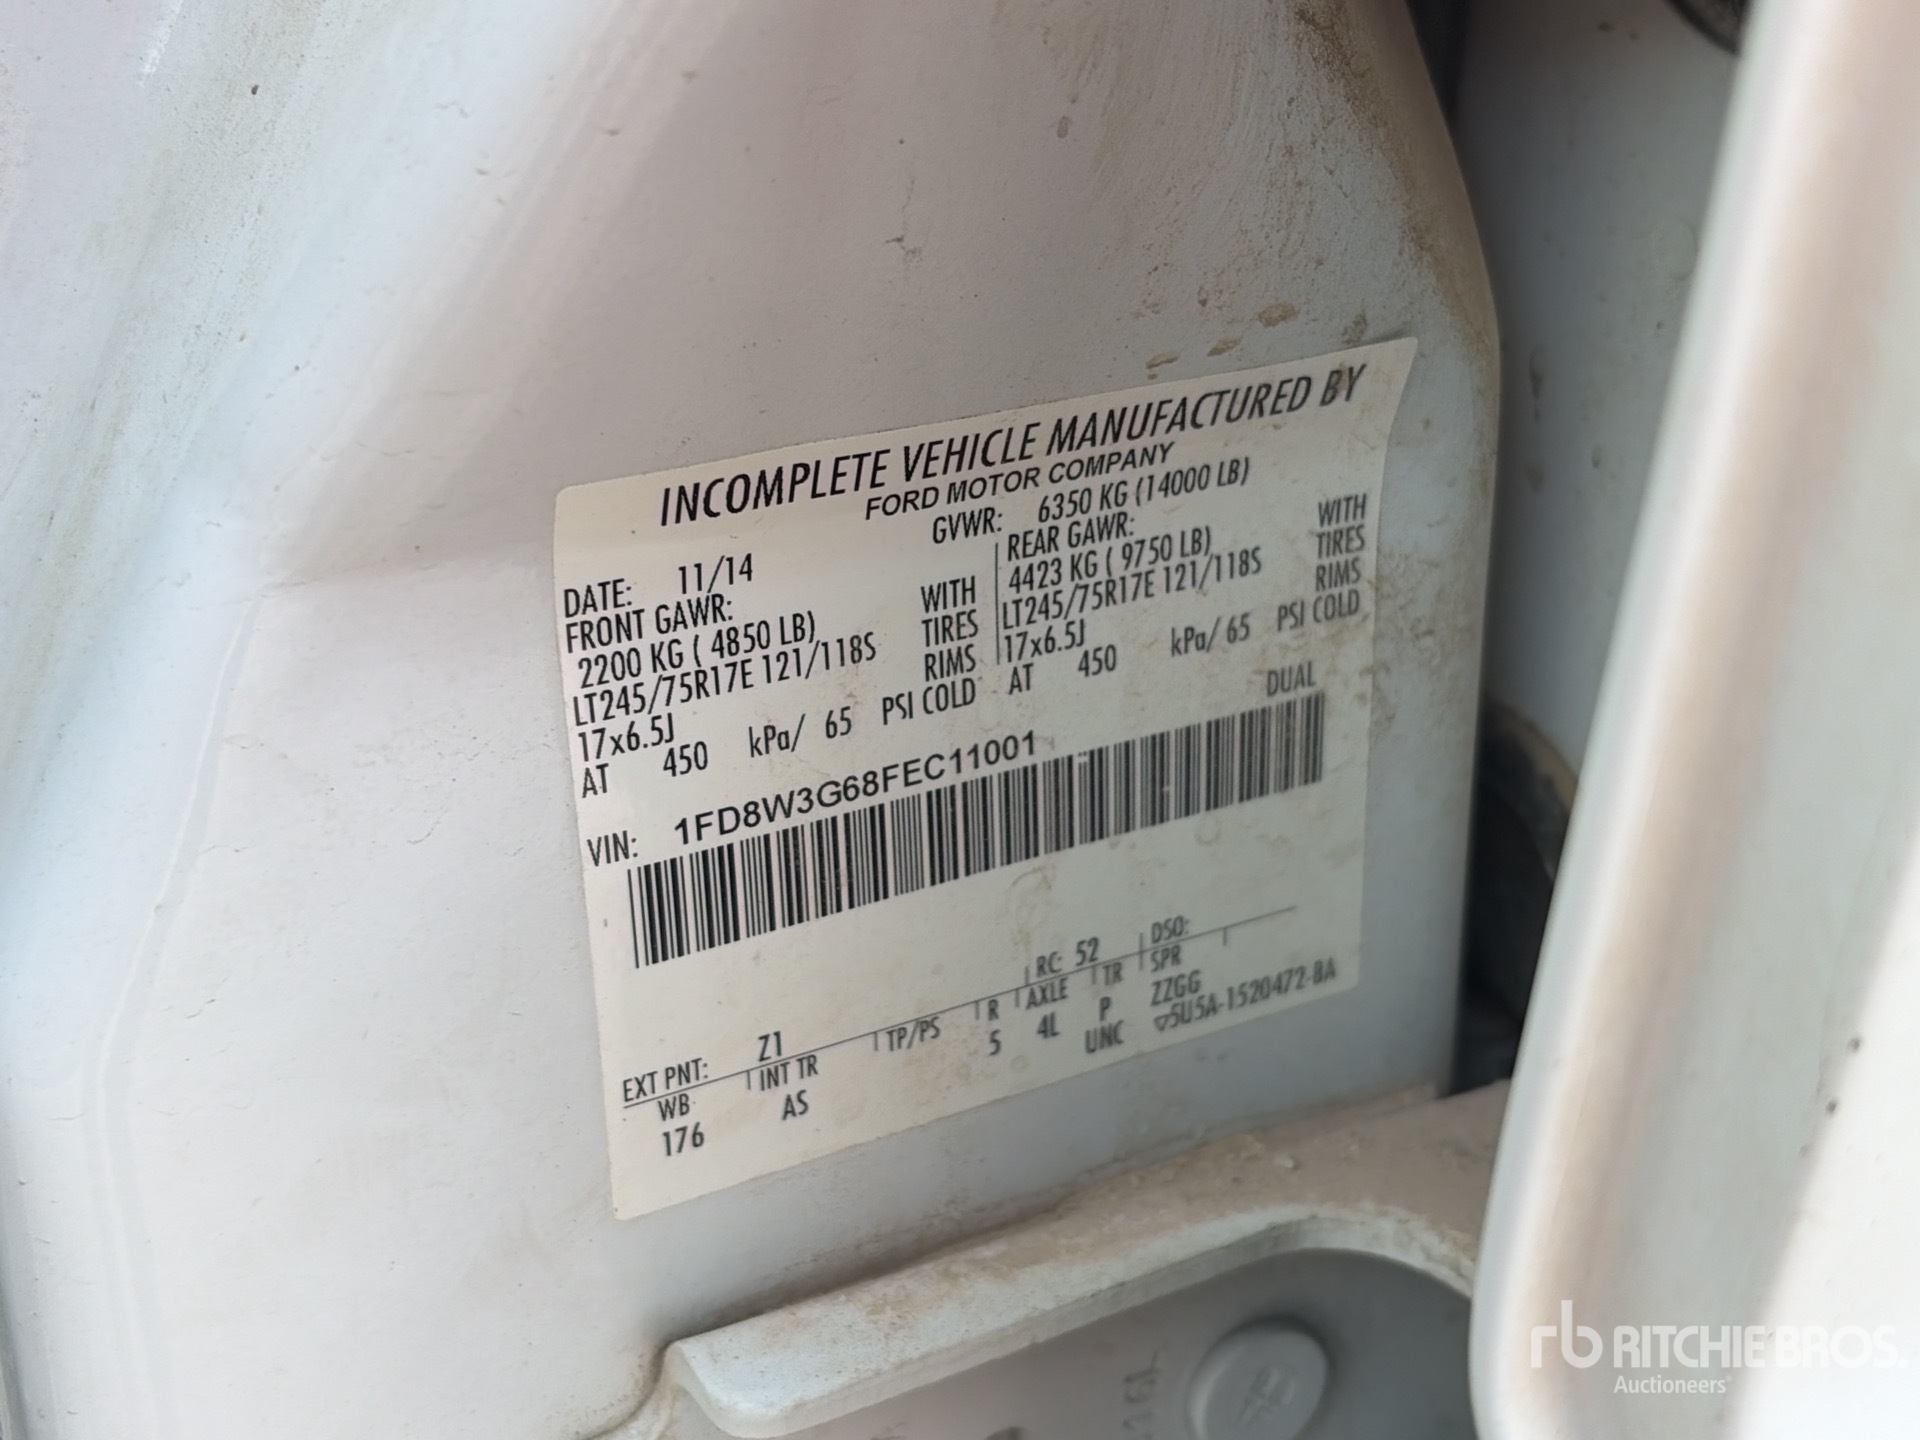 INCOMPLETE VEHICLE MANUFACTURED BY
FORD MOTOR COMPANY
DATE: 11/14
GVWR: 6350 KG (14000 LB)
FRONT GAWR:
2200 KG ( 4850 LB) WITH
LT245/75R17E 121/118S TIRES
17x6.5J RIMS
AT 450 kPa/ 65 PSI COLD
REAR GAWR:
4423 KG ( 9750 LB) WITH
LT245/75R17E 121/118S TIRES
17x6.5J RIMS
AT 450 kPa/ 65 PSI COLD
DUAL
VIN: 1FD8W3G68FEC11001
EXT PNT: Z1 RC: 52 DSO:
WB INT TR TP/PS R AXLE TR SPR
176 AS 5 4L P ZZGG
UNC ▽5U5A-1520472-BA
rb RITCHIE BROS.
Auctioneers